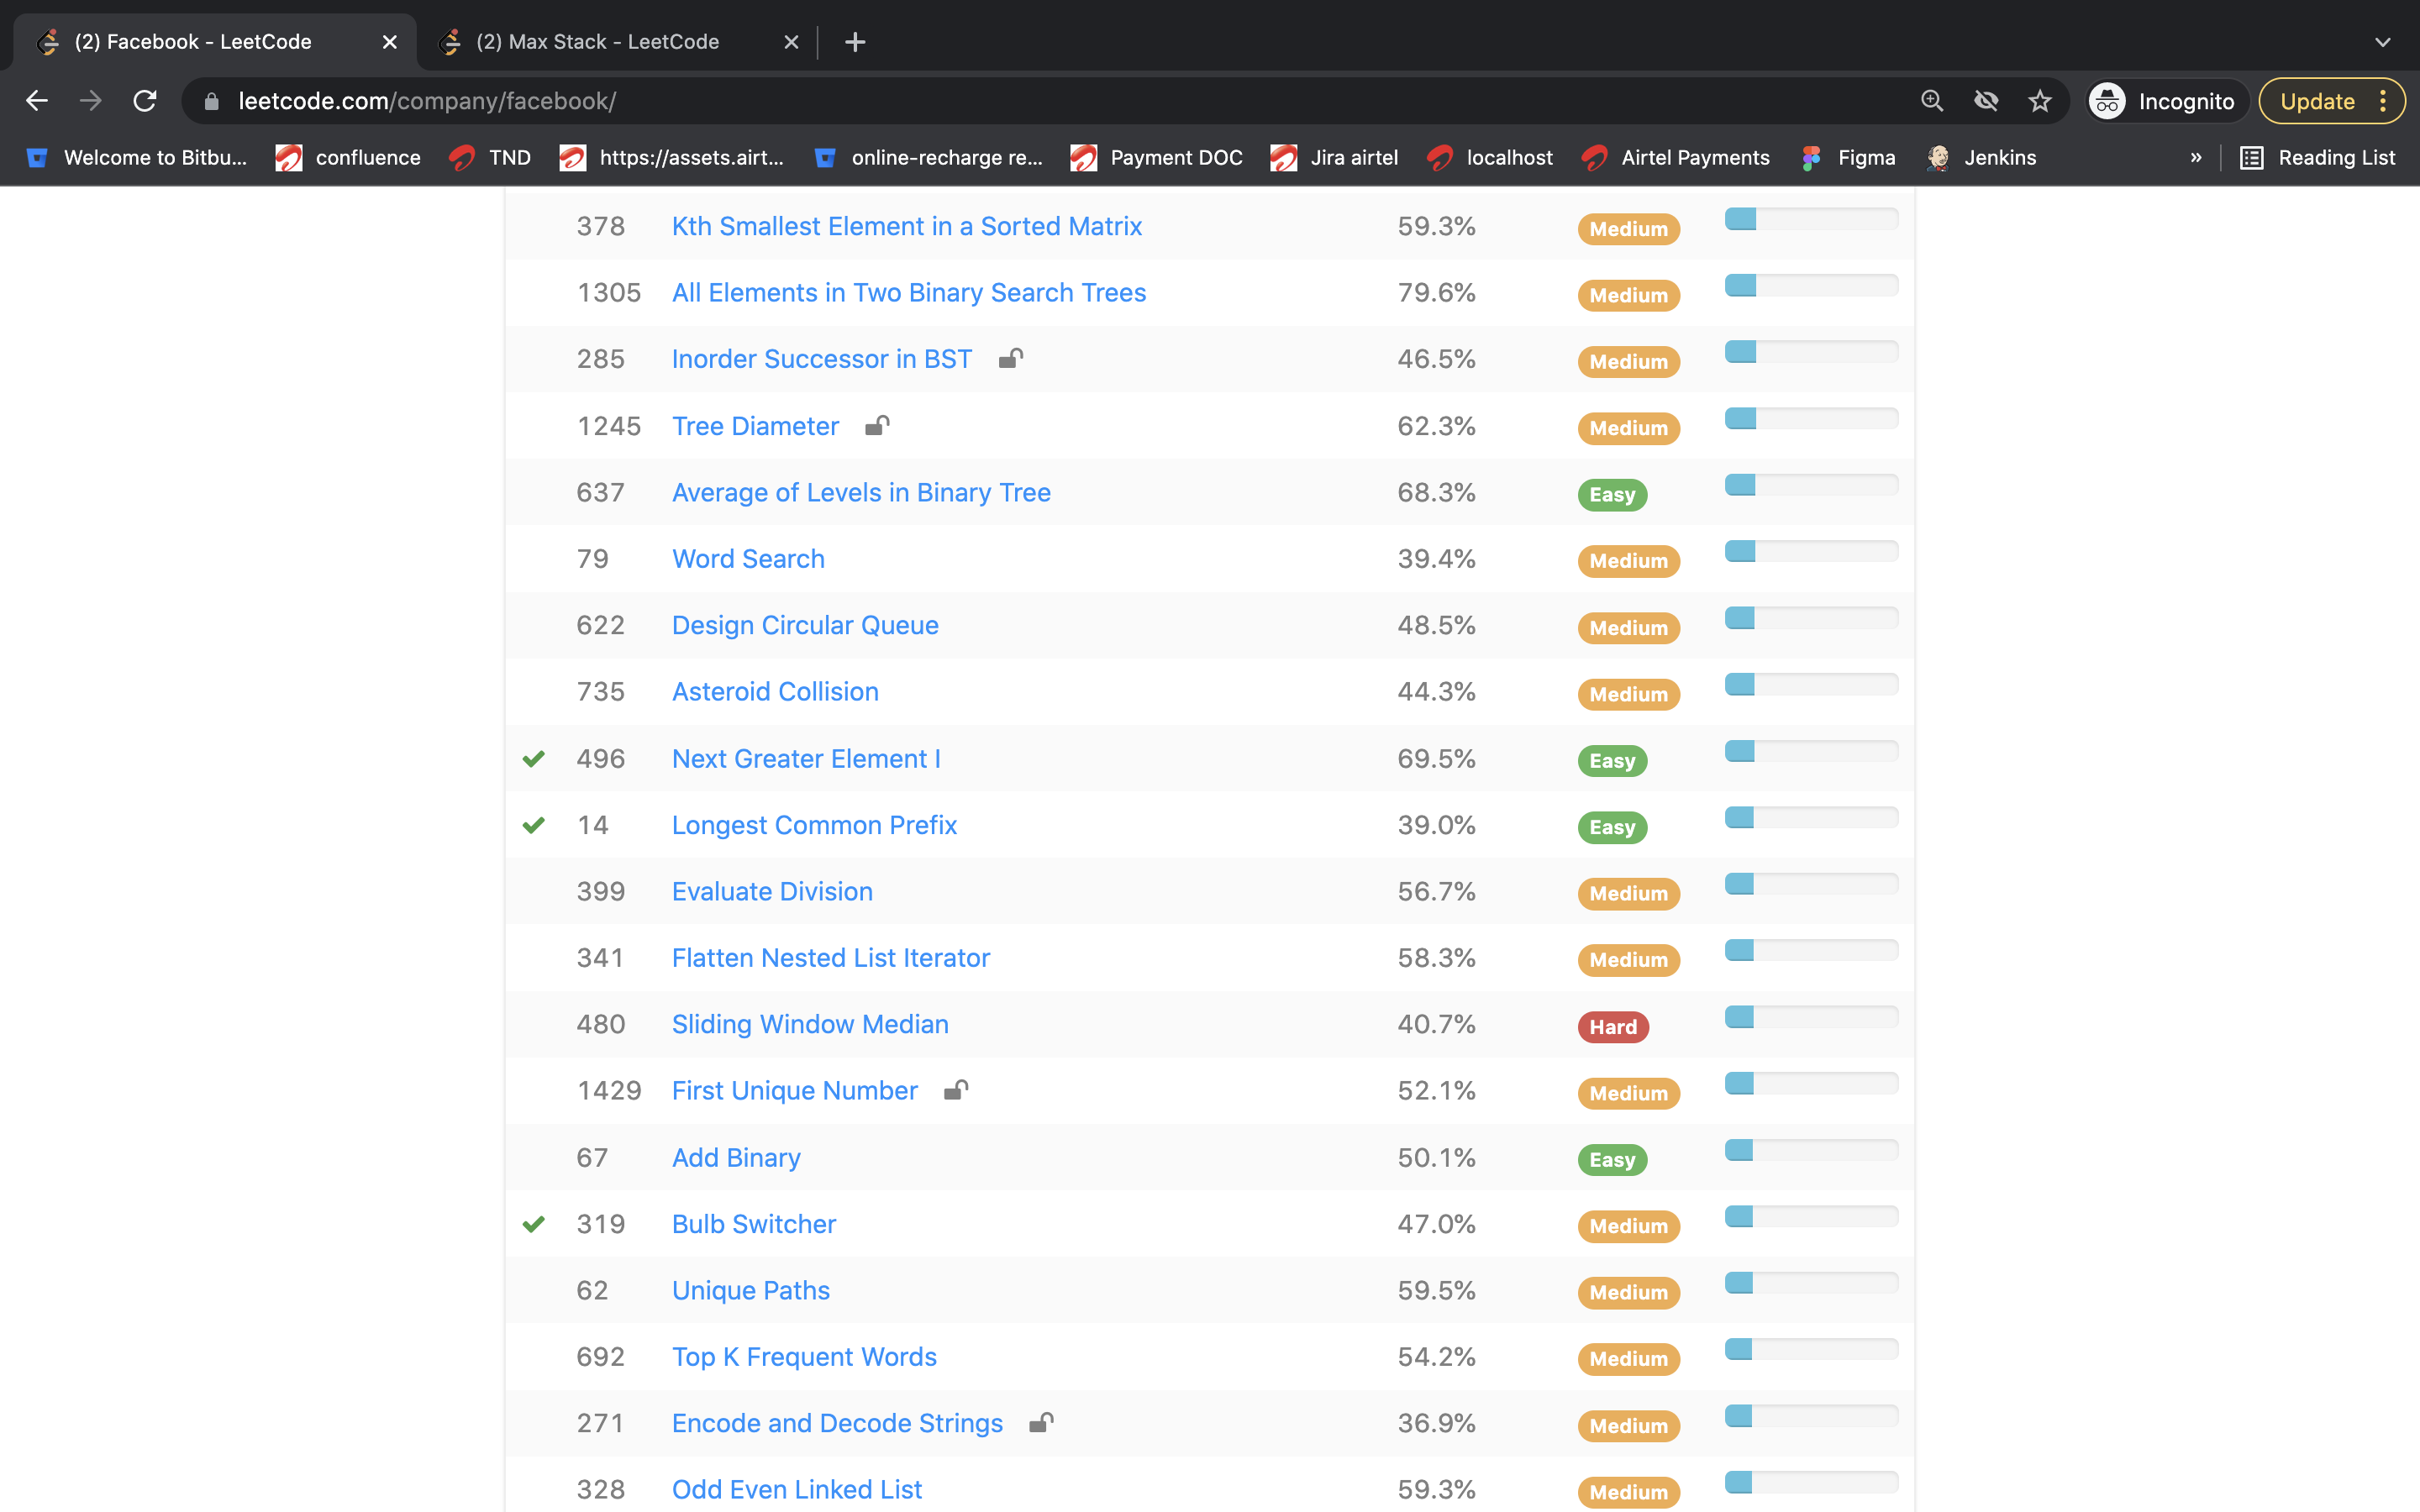 (2) Facebook - LeetCode
(2) Max Stack - LeetCode
leetcode.com/company/facebook/
Incognito
Update
Welcome to Bitbu...
confluence
TND
https://assets.airt...
online-recharge re...
Payment DOC
Jira airtel
localhost
Airtel Payments
Figma
Jenkins
»
Reading List
378 Kth Smallest Element in a Sorted Matrix 59.3% Medium
1305 All Elements in Two Binary Search Trees 79.6% Medium
285 Inorder Successor in BST 46.5% Medium
1245 Tree Diameter 62.3% Medium
637 Average of Levels in Binary Tree 68.3% Easy
79 Word Search 39.4% Medium
622 Design Circular Queue 48.5% Medium
735 Asteroid Collision 44.3% Medium
496 Next Greater Element I 69.5% Easy
14 Longest Common Prefix 39.0% Easy
399 Evaluate Division 56.7% Medium
341 Flatten Nested List Iterator 58.3% Medium
480 Sliding Window Median 40.7% Hard
1429 First Unique Number 52.1% Medium
67 Add Binary 50.1% Easy
319 Bulb Switcher 47.0% Medium
62 Unique Paths 59.5% Medium
692 Top K Frequent Words 54.2% Medium
271 Encode and Decode Strings 36.9% Medium
328 Odd Even Linked List 59.3% Medium